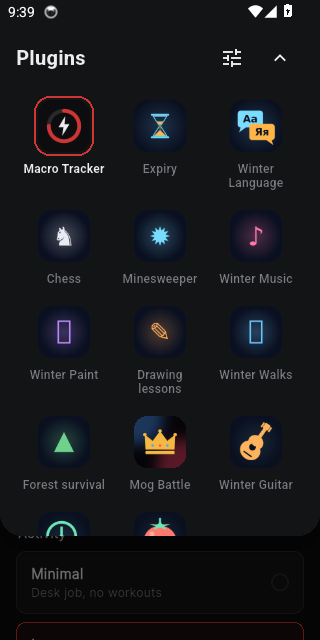 9:39
Plugins
Macro Tracker
Expiry
Aa
Яя
Winter
Language
Chess
Minesweeper
Winter Music
Winter Paint
Drawing
lessons
Winter Walks
Forest survival
Mog Battle
Winter Guitar
Activity
Minimal
Desk job, no workouts